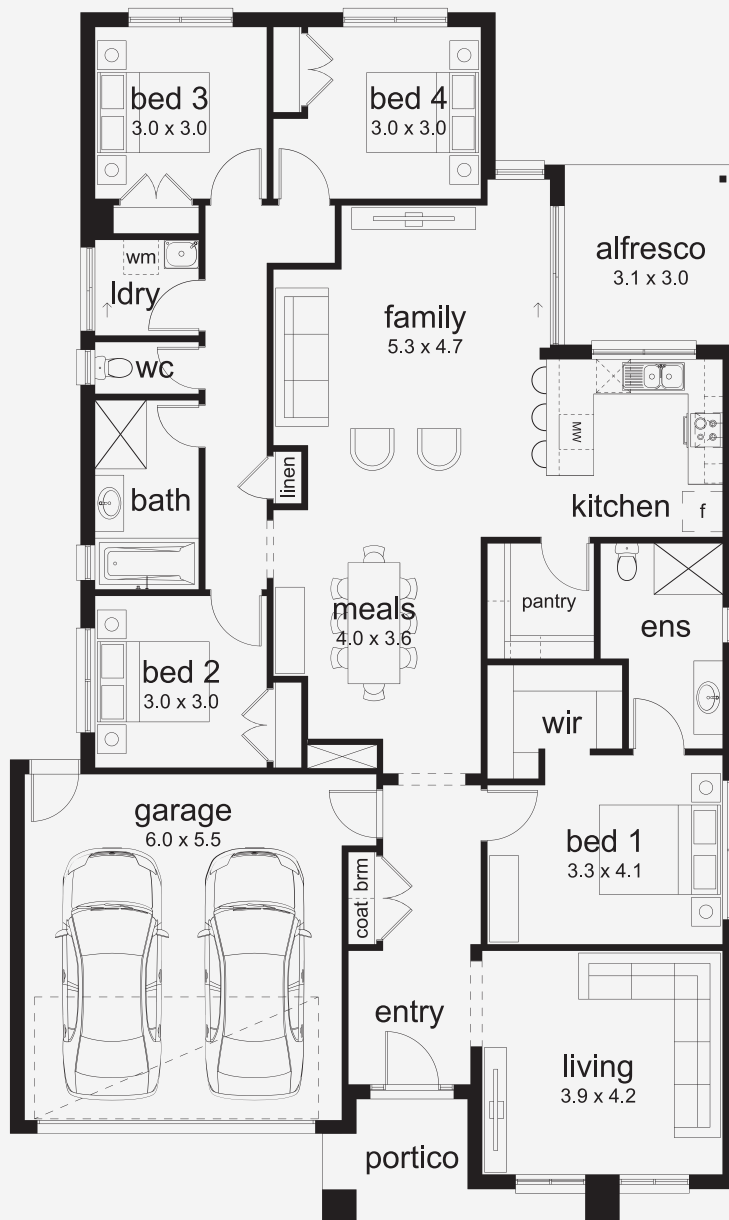 bed 3
3.0 x 3.0
bed 4
3.0 x 3.0
wm
ldry
alfresco
3.1 x 3.0
family
5.3 x 4.7
wc
MW
linen
bath
kitchen
f
meals
4.0 x 3.6
pantry
ens
bed 2
3.0 x 3.0
wir
garage
6.0 x 5.5
bed 1
3.3 x 4.1
coat brm
entry
living
3.9 x 4.2
portico